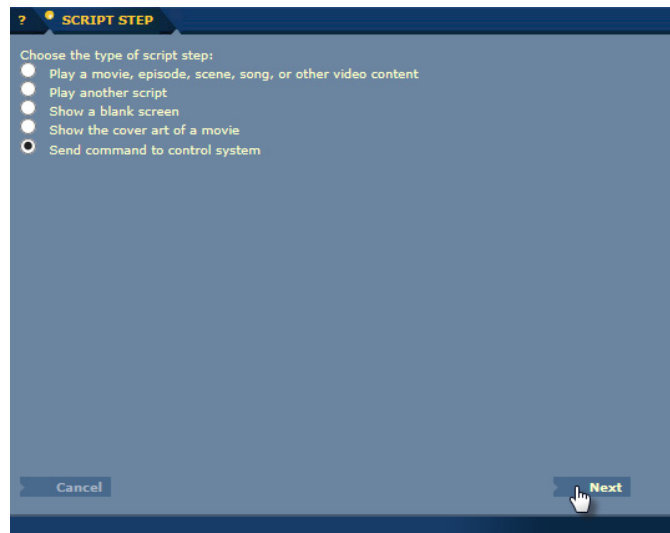 ? SCRIPT STEP
Choose the type of script step:
Play a movie, episode, scene, song, or other video content
Play another script
Show a blank screen
Show the cover art of a movie
Send command to control system
Cancel Next